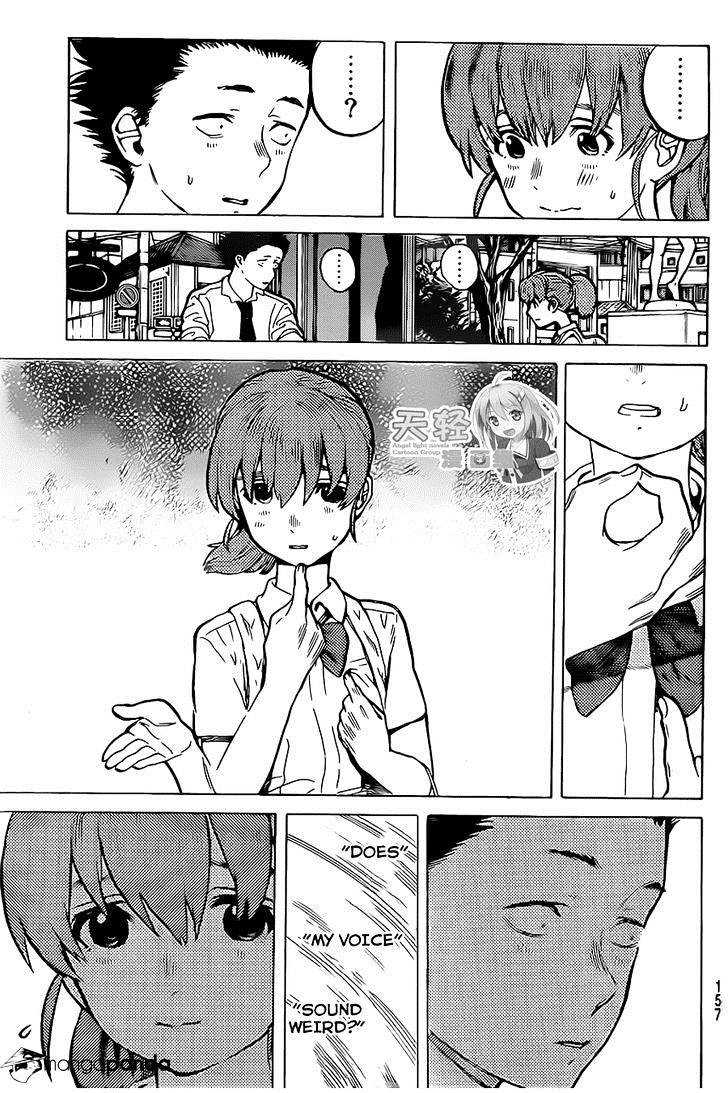 ……
……?
……
……
天轻
Angel light novels
Cartoon Group
"DOES"
"MY VOICE"
"SOUND
WEIRD?"
157
mangapanda